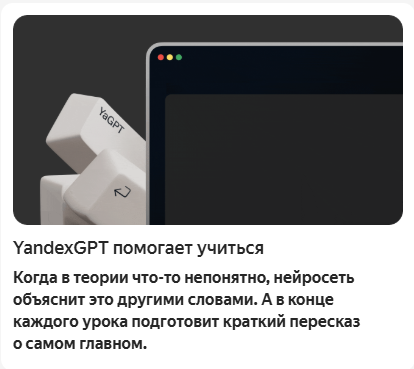 YaGPT
YandexGPT помогает учиться
Когда в теории что-то непонятно, нейросеть
объяснит это другими словами. А в конце
каждого урока подготовит краткий пересказ
о самом главном.